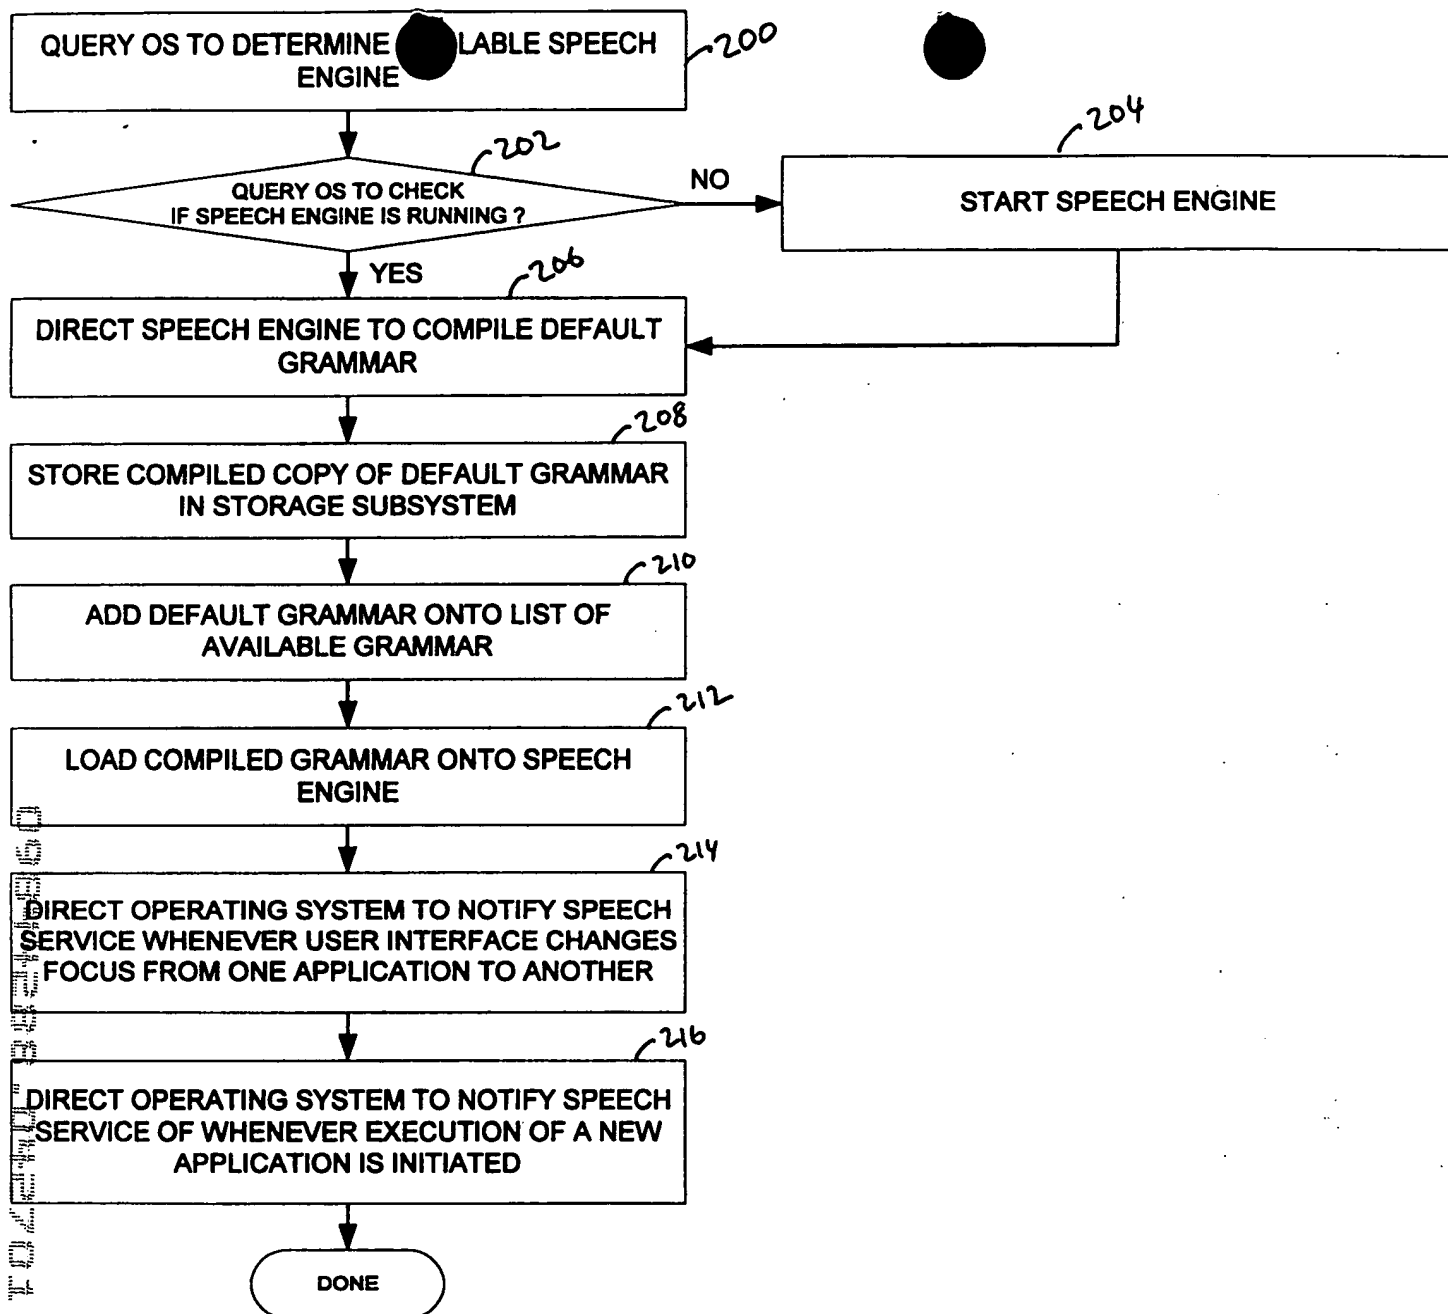 QUERY OS TO DETERMINE LABLE SPEECH
ENGINE
200
202
QUERY OS TO CHECK
IF SPEECH ENGINE IS RUNNING ?
NO
204
START SPEECH ENGINE
YES
206
DIRECT SPEECH ENGINE TO COMPILE DEFAULT
GRAMMAR
208
STORE COMPILED COPY OF DEFAULT GRAMMAR
IN STORAGE SUBSYSTEM
210
ADD DEFAULT GRAMMAR ONTO LIST OF
AVAILABLE GRAMMAR
212
LOAD COMPILED GRAMMAR ONTO SPEECH
ENGINE
214
DIRECT OPERATING SYSTEM TO NOTIFY SPEECH
SERVICE WHENEVER USER INTERFACE CHANGES
FOCUS FROM ONE APPLICATION TO ANOTHER
216
DIRECT OPERATING SYSTEM TO NOTIFY SPEECH
SERVICE OF WHENEVER EXECUTION OF A NEW
APPLICATION IS INITIATED
DONE